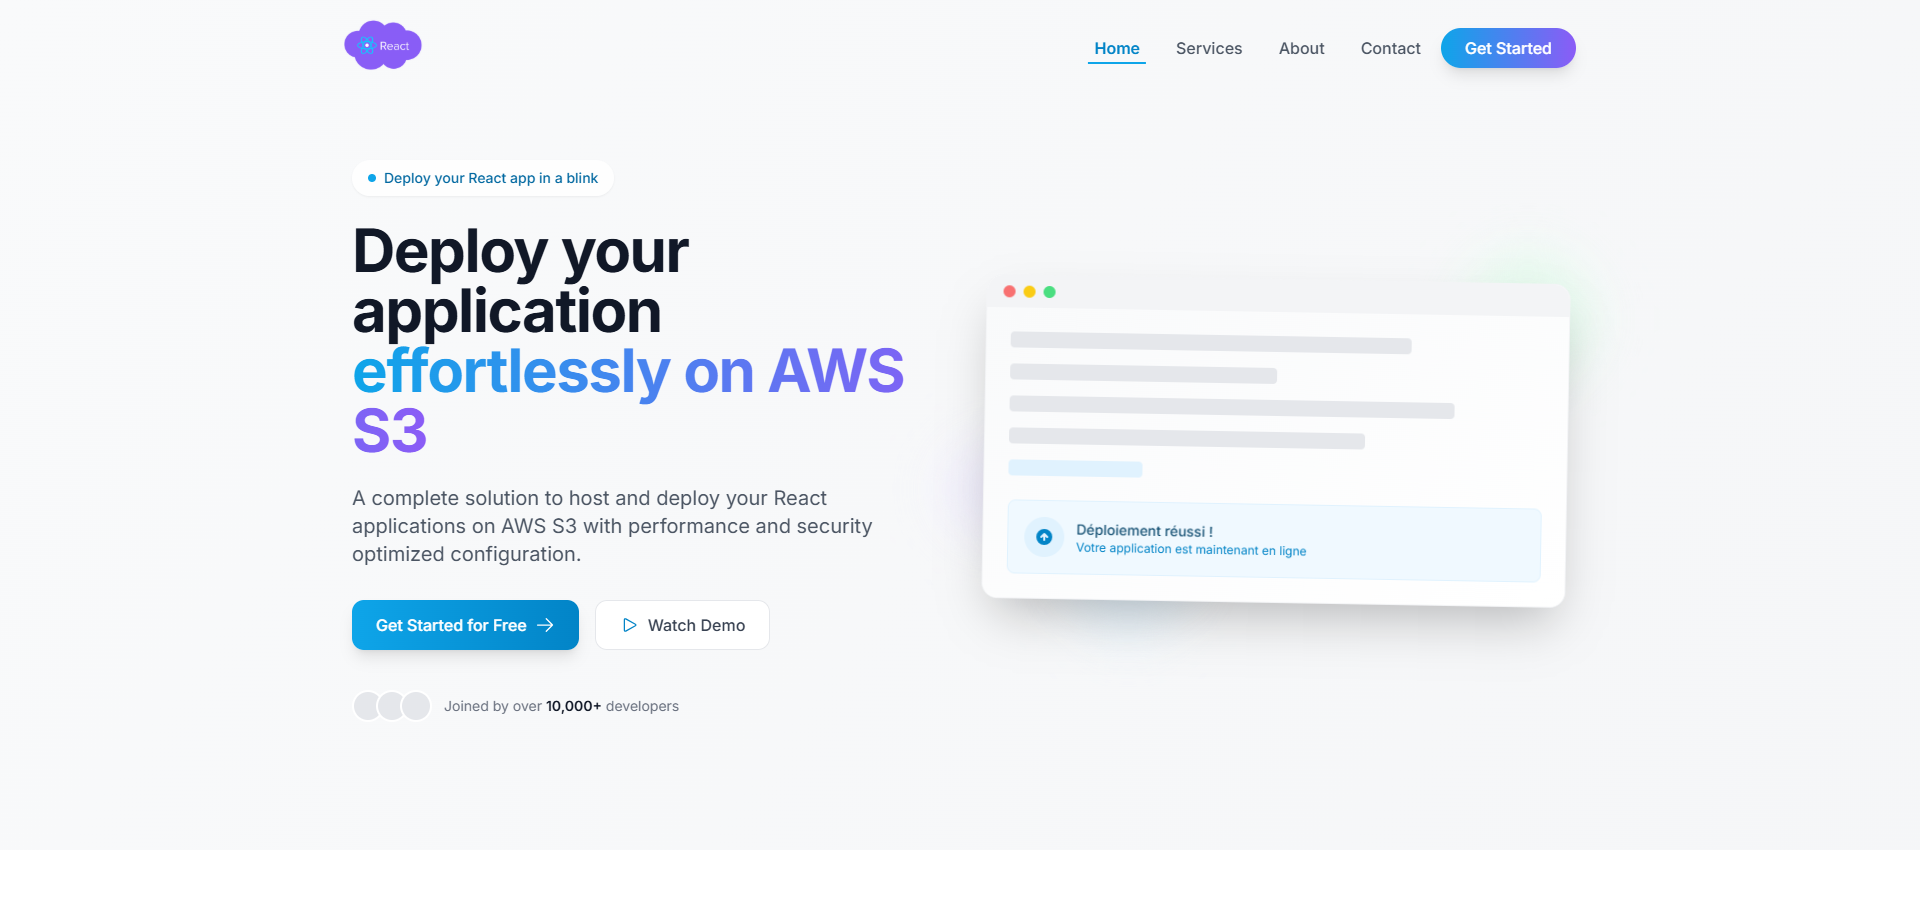 React
Home
Services
About
Contact
Get Started
Deploy your React app in a blink
Deploy your
application
effortlessly on AWS
S3
A complete solution to host and deploy your React
applications on AWS S3 with performance and security
optimized configuration.
Get Started for Free
Watch Demo
Joined by over 10,000+ developers
Déploiement réussi !
Votre application est maintenant en ligne